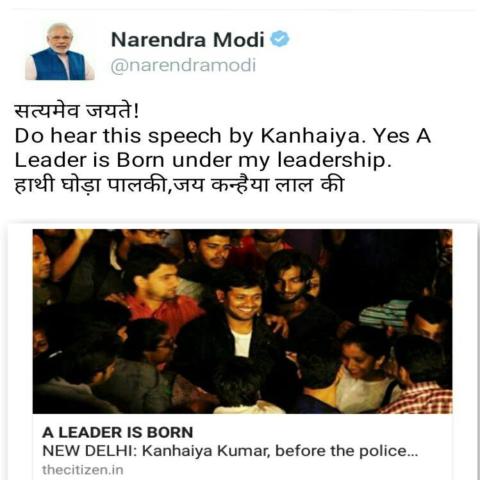 Narendra Modi
@narendramodi
सत्यमेव जयते!
Do hear this speech by Kanhaiya. Yes A
Leader is Born under my leadership.
हाथी घोड़ा पालकी,जय कन्हैया लाल की
A LEADER IS BORN
NEW DELHI: Kanhaiya Kumar, before the police...
thecitizen.in